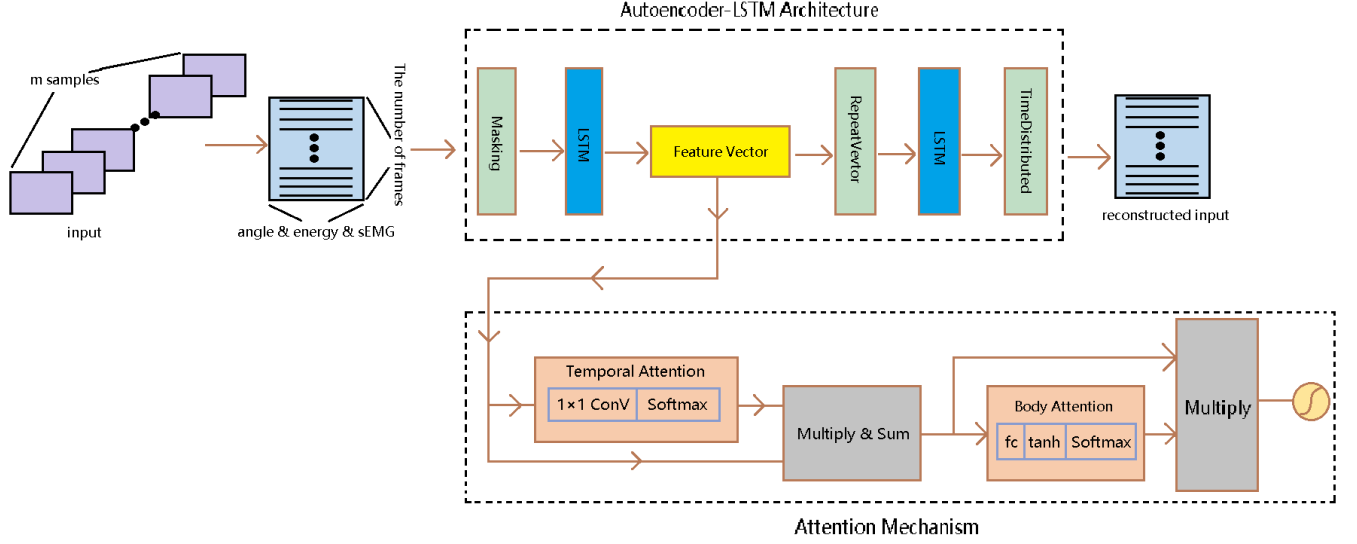 Autoencoder-LSTM Architecture
m samples
input
angle & energy & sEMG
The number of frames
Masking
LSTM
Feature Vector
RepeatVevtor
LSTM
TimeDistributed
reconstructed input
Temporal Attention
1×1 ConV
Softmax
Multiply & Sum
Body Attention
fc
tanh
Softmax
Multiply
Attention Mechanism